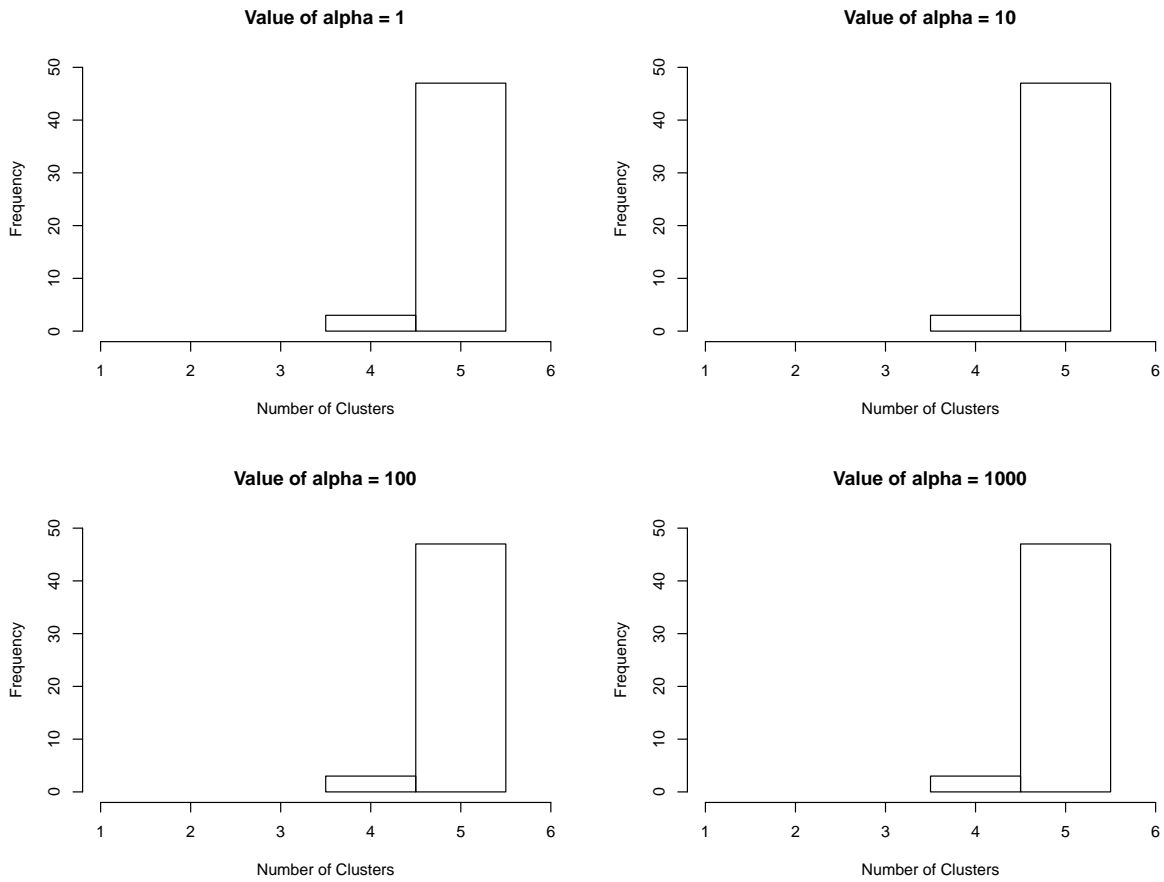 Value of alpha = 1
Frequency
50
40
30
20
10
0
1 2 3 4 5 6
Number of Clusters
Value of alpha = 10
Frequency
50
40
30
20
10
0
1 2 3 4 5 6
Number of Clusters
Value of alpha = 100
Frequency
50
40
30
20
10
0
1 2 3 4 5 6
Number of Clusters
Value of alpha = 1000
Frequency
50
40
30
20
10
0
1 2 3 4 5 6
Number of Clusters